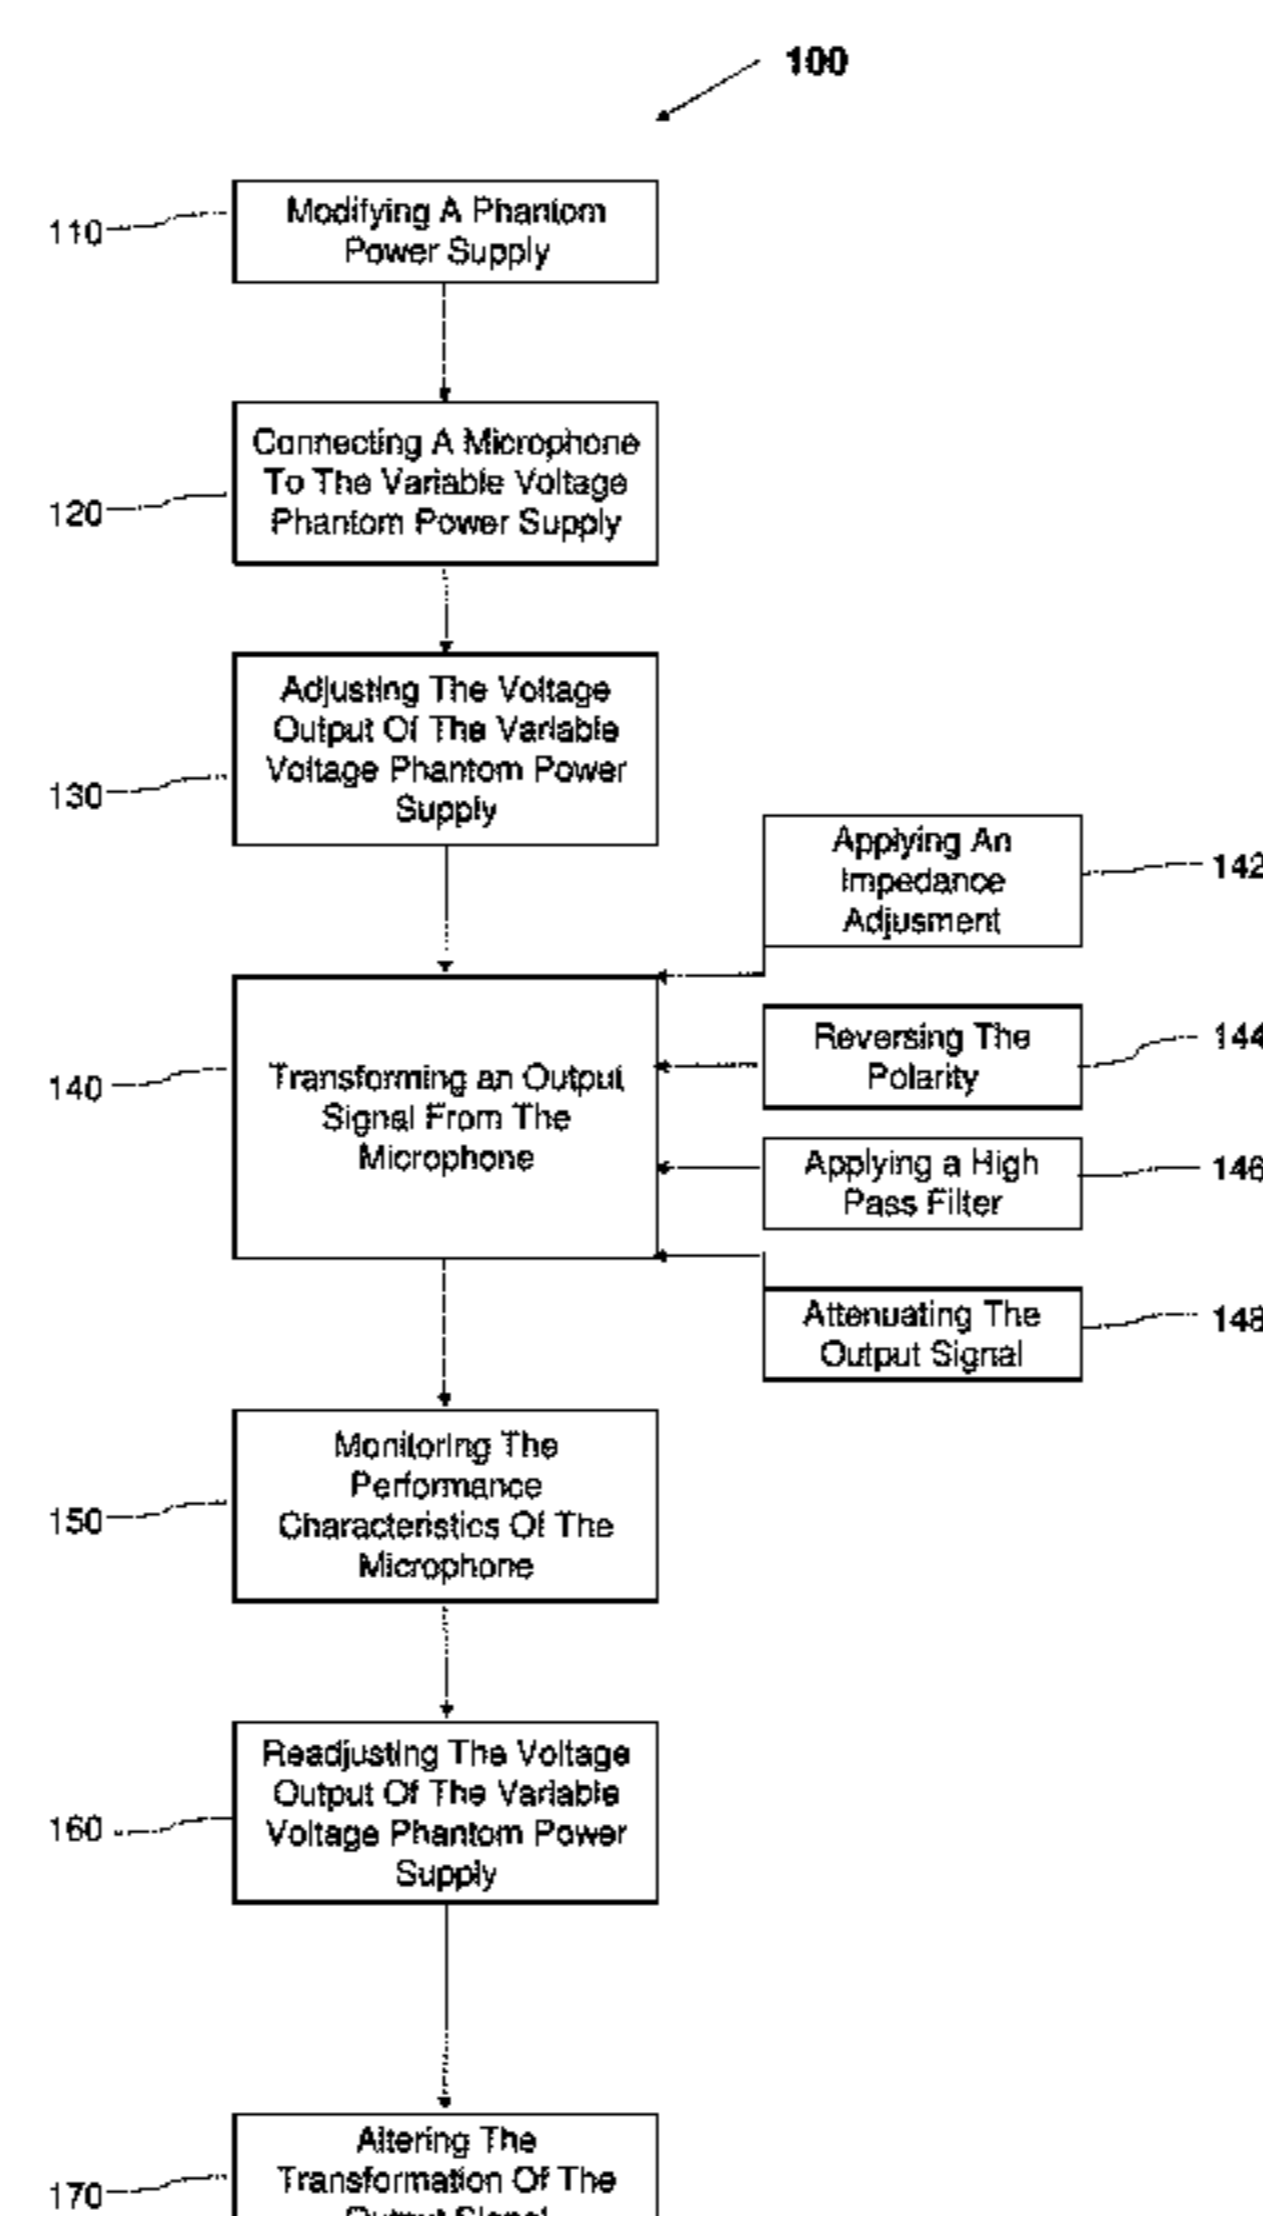 100
110
Modifying A Phantom
Power Supply
120
Connecting A Microphone
To The Variable Voltage
Phantom Power Supply
130
Adjusting The Voltage
Output Of The Variable
Voltage Phantom Power
Supply
Applying An
Impedance
Adjusment
142
140
Transforming an Output
Signal From The
Microphone
Reversing The
Polarity
144
Applying a High
Pass Filter
146
Attenuating The
Output Signal
148
150
Monitoring The
Performance
Characteristics Of The
Microphone
160
Readjusting The Voltage
Output Of The Variable
Voltage Phantom Power
Supply
170
Altering The
Transformation Of The
Output Signal